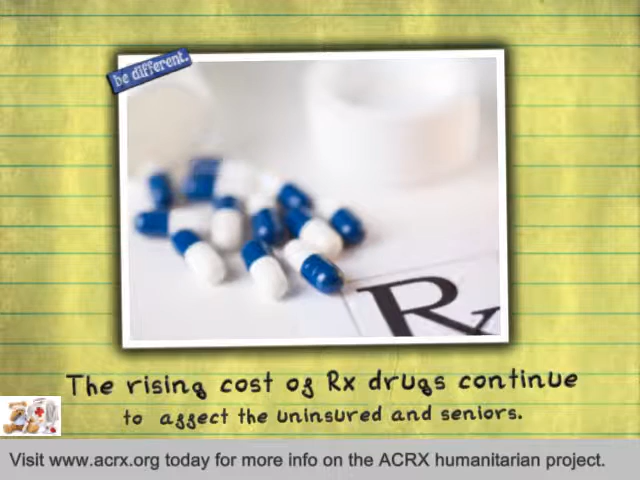 be different.
Rx
The rising cost of Rx drugs continue
to affect the uninsured and seniors.
Visit www.acrx.org today for more info on the ACRX humanitarian project.